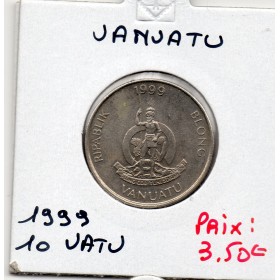 VANUATU
1999
RIPABLIK
BLONG
VANUATU
1999
10 VATU
PRix :
3.50€